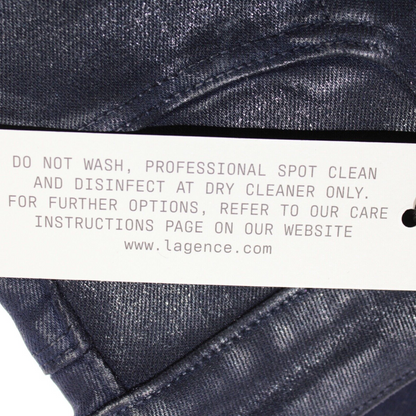 DO NOT WASH, PROFESSIONAL SPOT CLEAN
AND DISINFECT AT DRY CLEANER ONLY.
FOR FURTHER OPTIONS, REFER TO OUR CARE
INSTRUCTIONS PAGE ON OUR WEBSITE
www.lagence.com